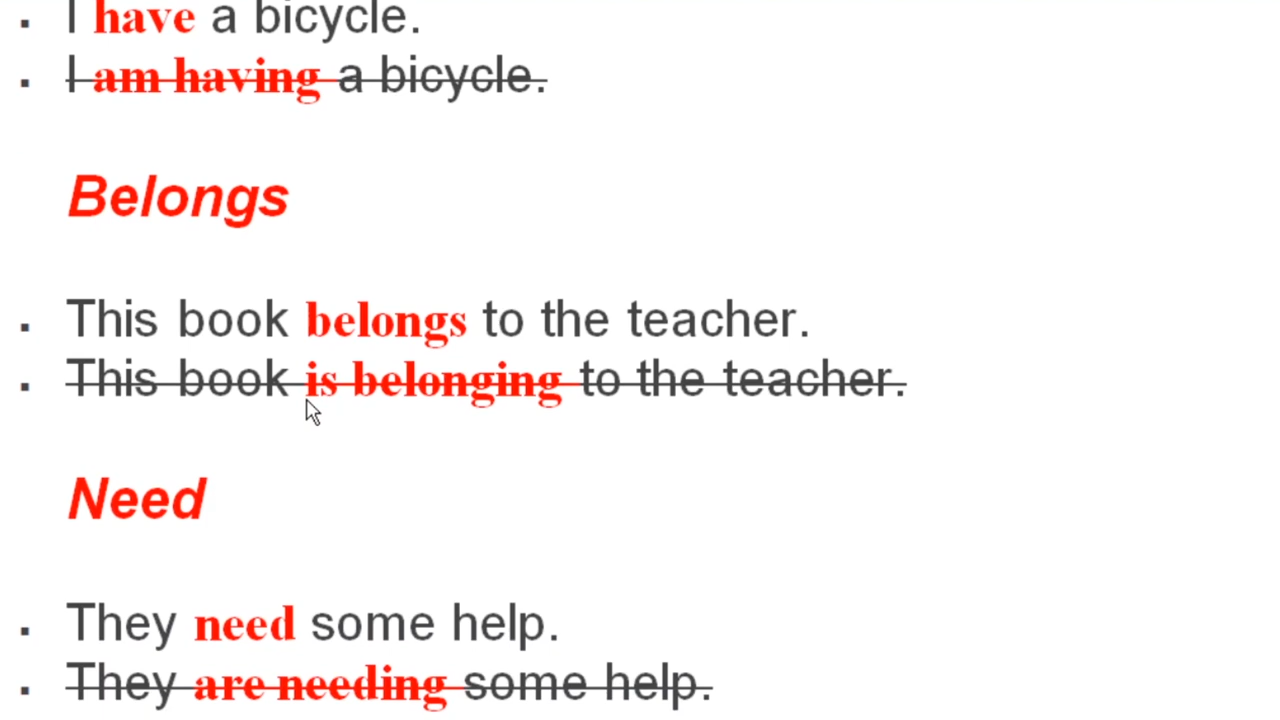 ▪ I have a bicycle.
▪ I am having a bicycle.
Belongs
▪ This book belongs to the teacher.
▪ This book is belonging to the teacher.
Need
▪ They need some help.
▪ They are needing some help.